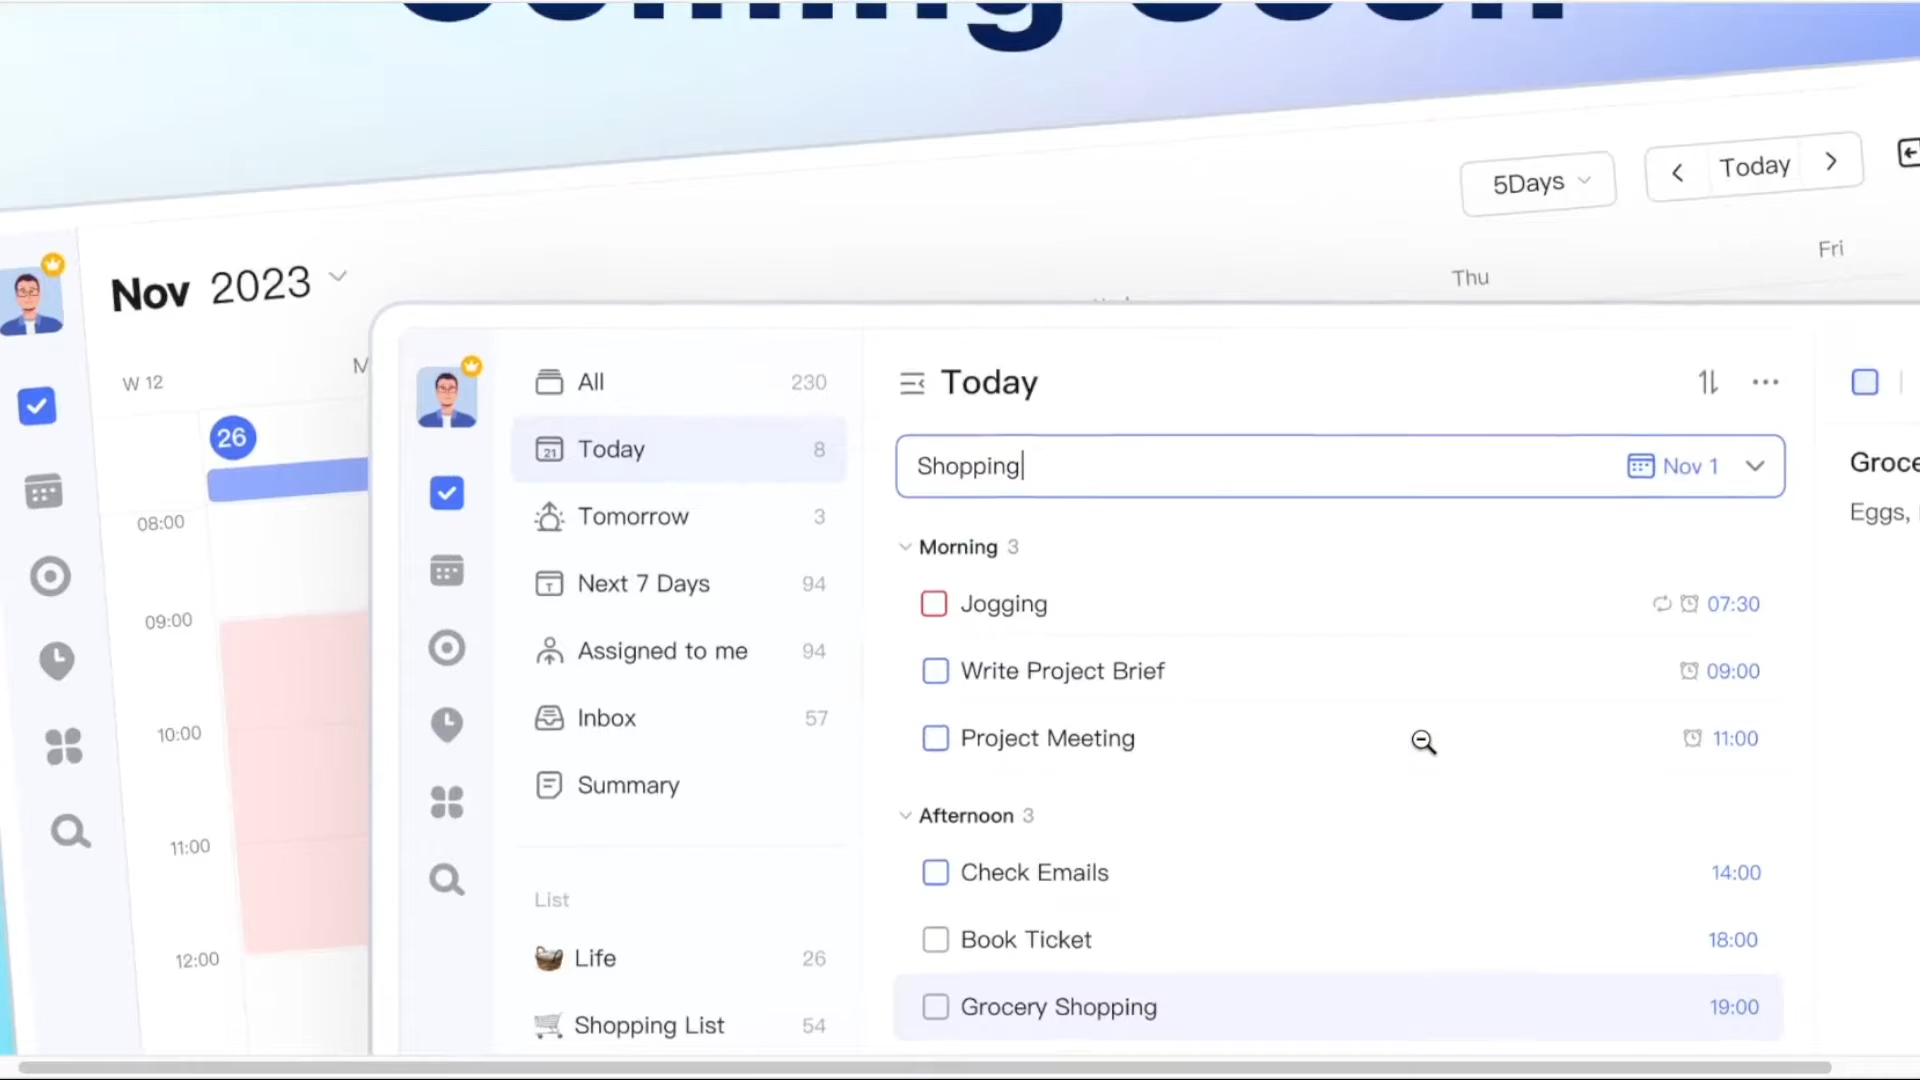 5Days
Today
Fri
Thu
Nov 2023
W 12
26
08:00
09:00
10:00
11:00
12:00
All 230
21 Today 8
Tomorrow 3
T Next 7 Days 94
Assigned to me 94
Inbox 57
Summary
List
Life 26
Shopping List 54
Today
Shopping Nov 1
Morning 3
Jogging 07:30
Write Project Brief 09:00
Project Meeting 11:00
Afternoon 3
Check Emails 14:00
Book Ticket 18:00
Grocery Shopping 19:00
Groce
Eggs,